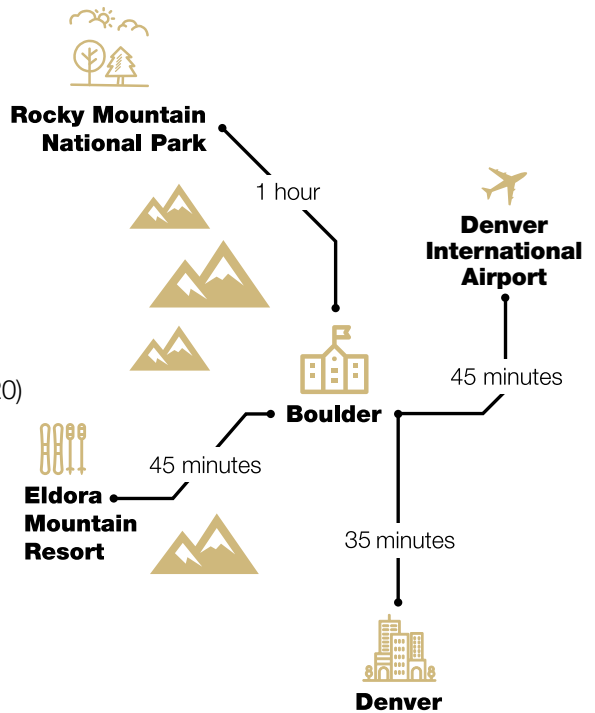 Rocky Mountain
National Park
1 hour
Denver
International
Airport
45 minutes
20)
Boulder
45 minutes
Eldora
Mountain
Resort
35 minutes
Denver